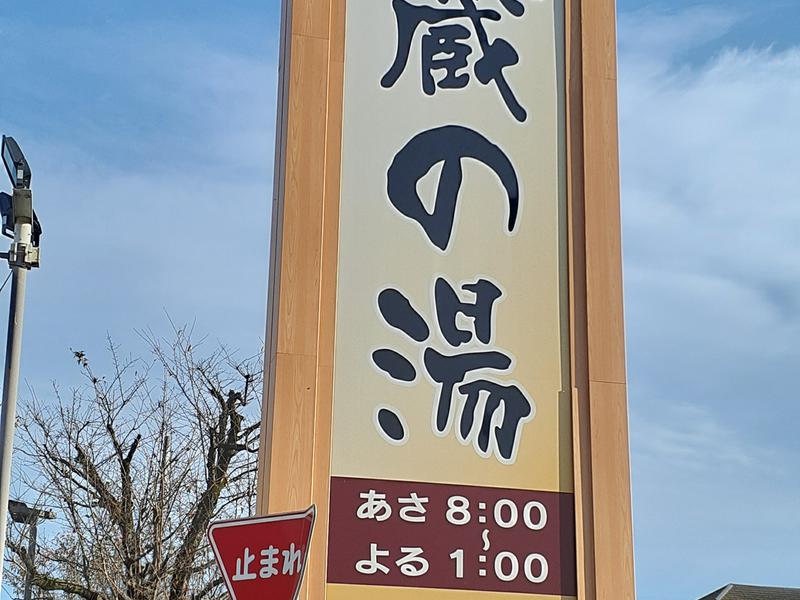 蔵の湯
あさ 8:00
~
よる 1:00
止まれ